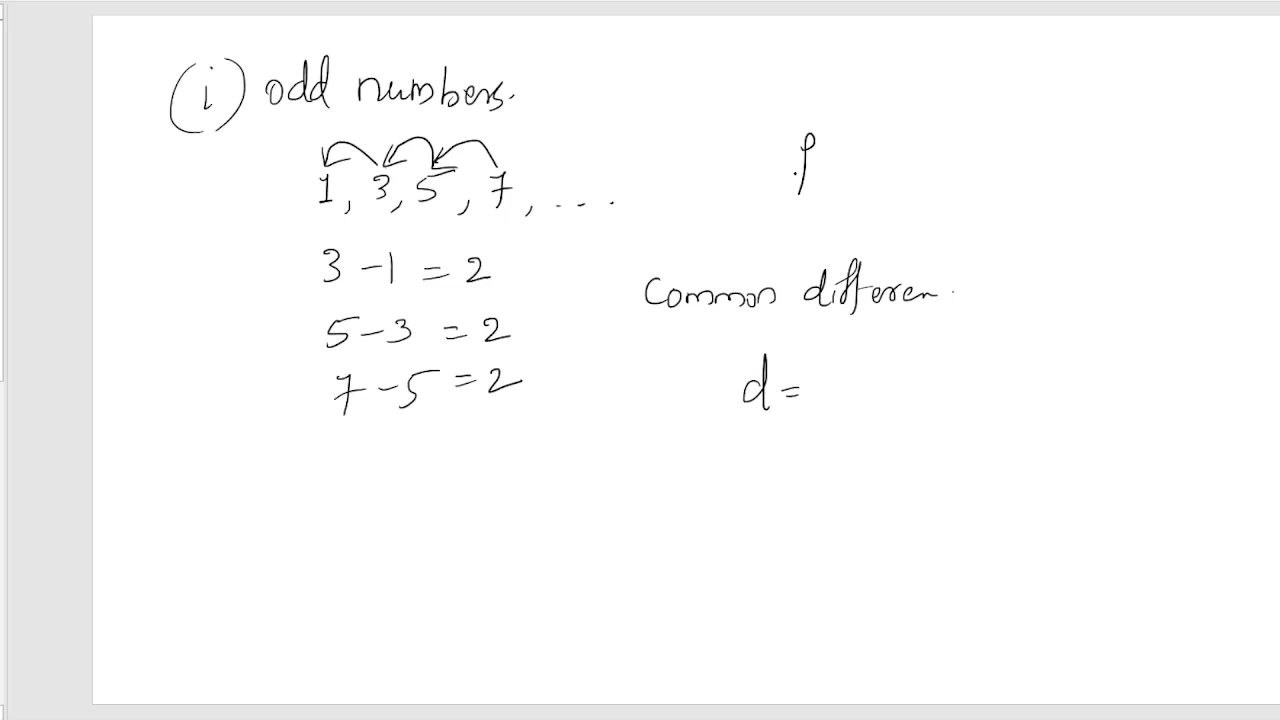 (i) odd numbers.
1, 3, 5, 7, ....
3 - 1 = 2
5 - 3 = 2
7 - 5 = 2
Common differen
d =